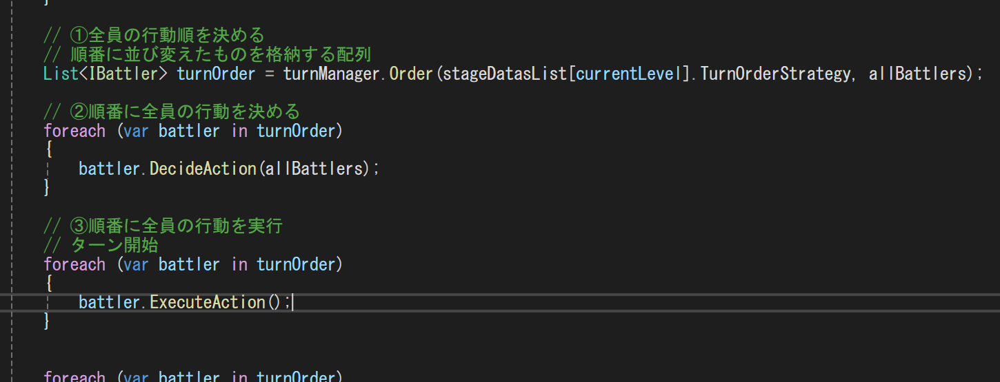 }
// ①全員の行動順を決める
// 順番に並び変えたものを格納する配列
List<IBattler> turnOrder = turnManager.Order(stageDatasList[currentLevel].TurnOrderStrategy, allBattlers);
// ②順番に全員の行動を決める
foreach (var battler in turnOrder)
{
battler.DecideAction(allBattlers);
}
// ③順番に全員の行動を実行
// ターン開始
foreach (var battler in turnOrder)
{
battler.ExecuteAction();
}
foreach (var battler in turnOrder)